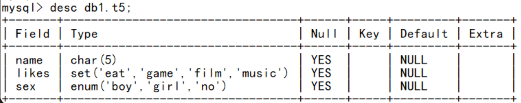 mysql> desc db1.t5;
+-------+---------------------------------+------+-----+---------+-------+
| Field | Type | Null | Key | Default | Extra |
+-------+---------------------------------+------+-----+---------+-------+
| name | char(5) | YES | | NULL | |
| likes | set('eat','game','film','music') | YES | | NULL | |
| sex | enum('boy','girl','no') | YES | | NULL | |
+-------+---------------------------------+------+-----+---------+-------+